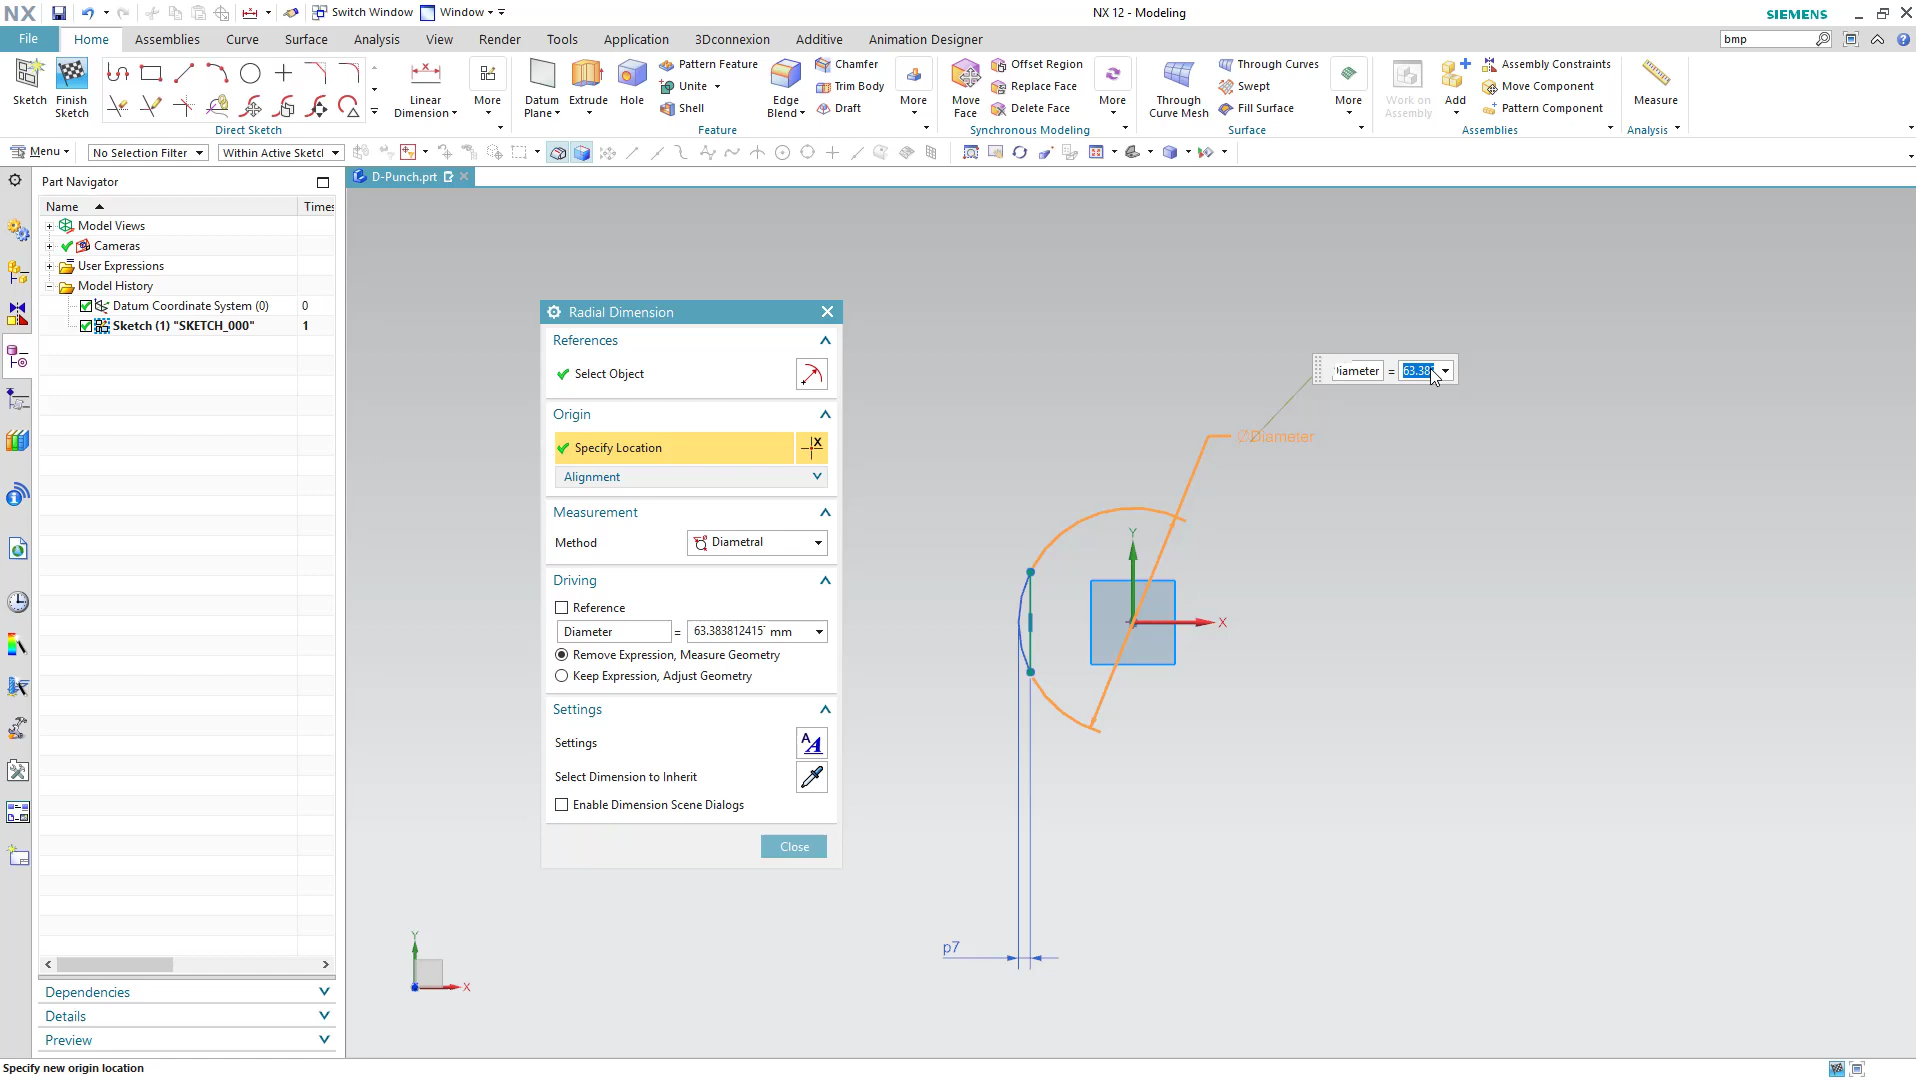 NX
Switch Window
Window
NX 12 - Modeling
SIEMENS
File
Home
Assemblies
Curve
Surface
Analysis
View
Render
Tools
Application
3Dconnexion
Additive
Animation Designer
bmp
Sketch
Finish Sketch
Direct Sketch
Linear Dimension
More
Datum Plane
Extrude
Hole
Pattern Feature
Unite
Shell
Edge Blend
Chamfer
Trim Body
Draft
More
Feature
Move Face
Offset Region
Replace Face
Delete Face
More
Synchronous Modeling
Through Curve Mesh
Through Curves
Swept
Fill Surface
More
Surface
Work on Assembly
Add
Assembly Constraints
Move Component
Pattern Component
Assemblies
Measure
Analysis
Menu
No Selection Filter
Within Active Sketcl
Part Navigator
D-Punch.prt
Name
Times
Model Views
Cameras
User Expressions
Model History
Datum Coordinate System (0)
0
Sketch (1) "SKETCH_000"
1
Radial Dimension
References
Select Object
Origin
Specify Location
Alignment
Measurement
Method
Diametral
Driving
Reference
Diameter
=
63.383812415
mm
Remove Expression, Measure Geometry
Keep Expression, Adjust Geometry
Settings
Settings
Select Dimension to Inherit
Enable Dimension Scene Dialogs
Close
iameter
=
63.38
∅Diameter
Y
X
p7
Y
X
Dependencies
Details
Preview
Specify new origin location